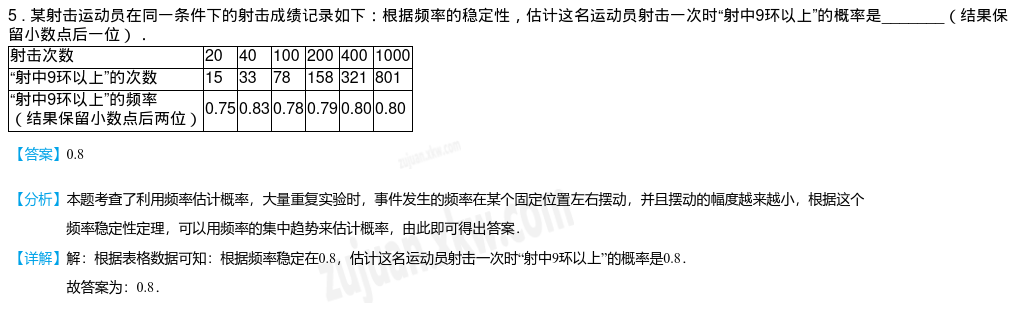 5．某射击运动员在同一条件下的射击成绩记录如下：根据频率的稳定性，估计这名运动员射击一次时“射中9环以上”的概率是________（结果保
留小数点后一位）．
射击次数 20 40 100 200 400 1000
“射中9环以上”的次数 15 33 78 158 321 801
“射中9环以上”的频率
（结果保留小数点后两位） 0.75 0.83 0.78 0.79 0.80 0.80
【答案】0.8
【分析】本题考查了利用频率估计概率，大量重复实验时，事件发生的频率在某个固定位置左右摆动，并且摆动的幅度越来越小，根据这个
频率稳定性定理，可以用频率的集中趋势来估计概率，由此即可得出答案．
【详解】解：根据表格数据可知：根据频率稳定在0.8，估计这名运动员射击一次时“射中9环以上”的概率是0.8．
故答案为：0.8．
zujuan.xkw.com
zujuan.xkw.com